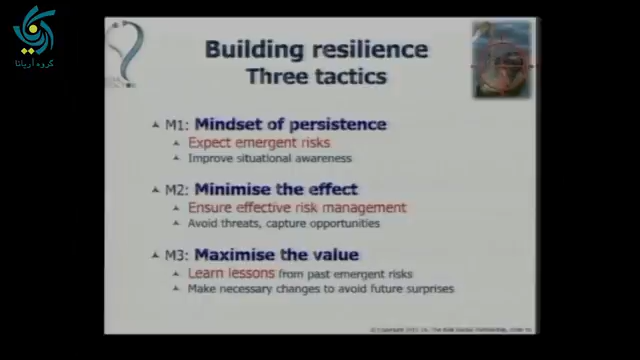 گروه آریانا
Building resilience
Three tactics
M1: Mindset of persistence
Expect emergent risks
Improve situational awareness
M2: Minimise the effect
Ensure effective risk management
Avoid threats, capture opportunities
M3: Maximise the value
Learn lessons from past emergent risks
Make necessary changes to avoid future surprises